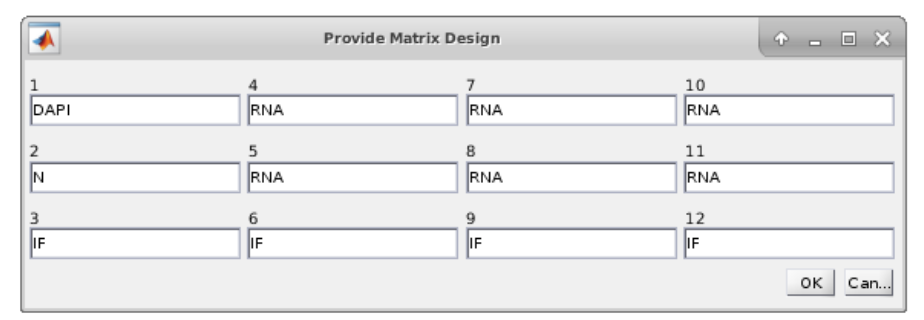 Provide Matrix Design
1 4 7 10
DAPI RNA RNA RNA
2 5 8 11
N RNA RNA RNA
3 6 9 12
IF IF IF IF
OK Can...